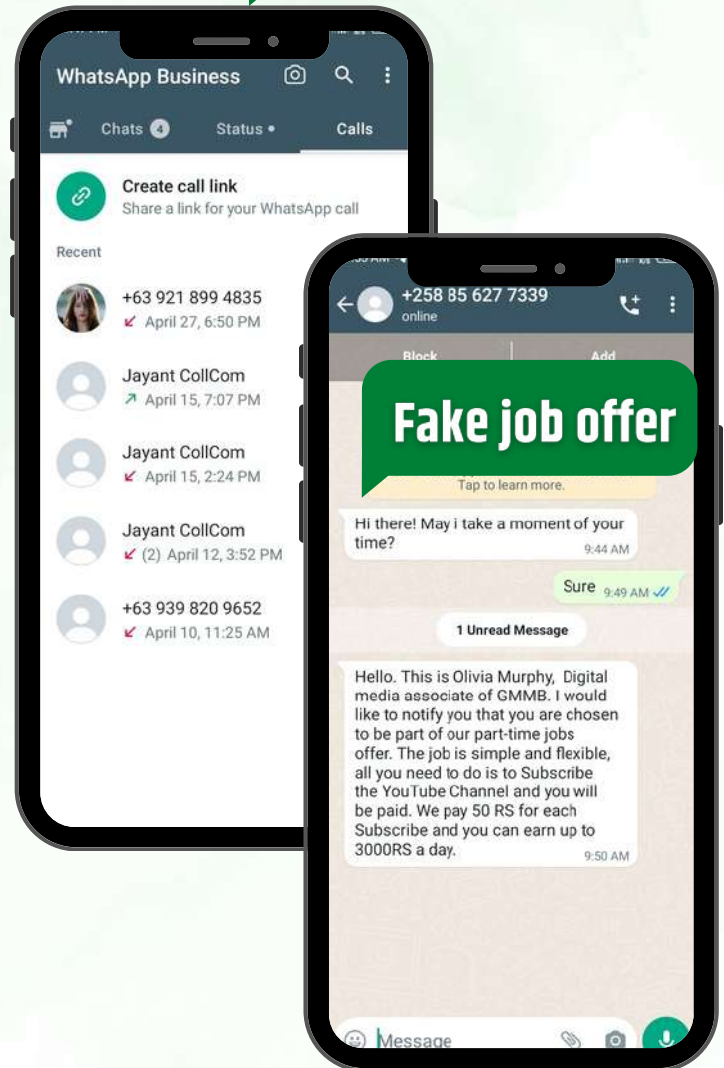 WhatsApp Business
Chats 4
Status
Calls
Create call link
Share a link for your WhatsApp call
Recent
+63 921 899 4835
April 27, 6:50 PM
Jayant CollCom
April 15, 7:07 PM
Jayant CollCom
April 15, 2:24 PM
Jayant CollCom
(2) April 12, 3:52 PM
+63 939 820 9652
April 10, 11:25 AM
+258 85 627 7339
online
Block
Add
Fake job offer
Tap to learn more.
Hi there! May i take a moment of your
time?
9:44 AM
Sure 9:49 AM
1 Unread Message
Hello. This is Olivia Murphy, Digital
media associate of GMMB. I would
like to notify you that you are chosen
to be part of our part-time jobs
offer. The job is simple and flexible,
all you need to do is to Subscribe
the YouTube Channel and you will
be paid. We pay 50 RS for each
Subscribe and you can earn up to
3000RS a day.
9:50 AM
Message